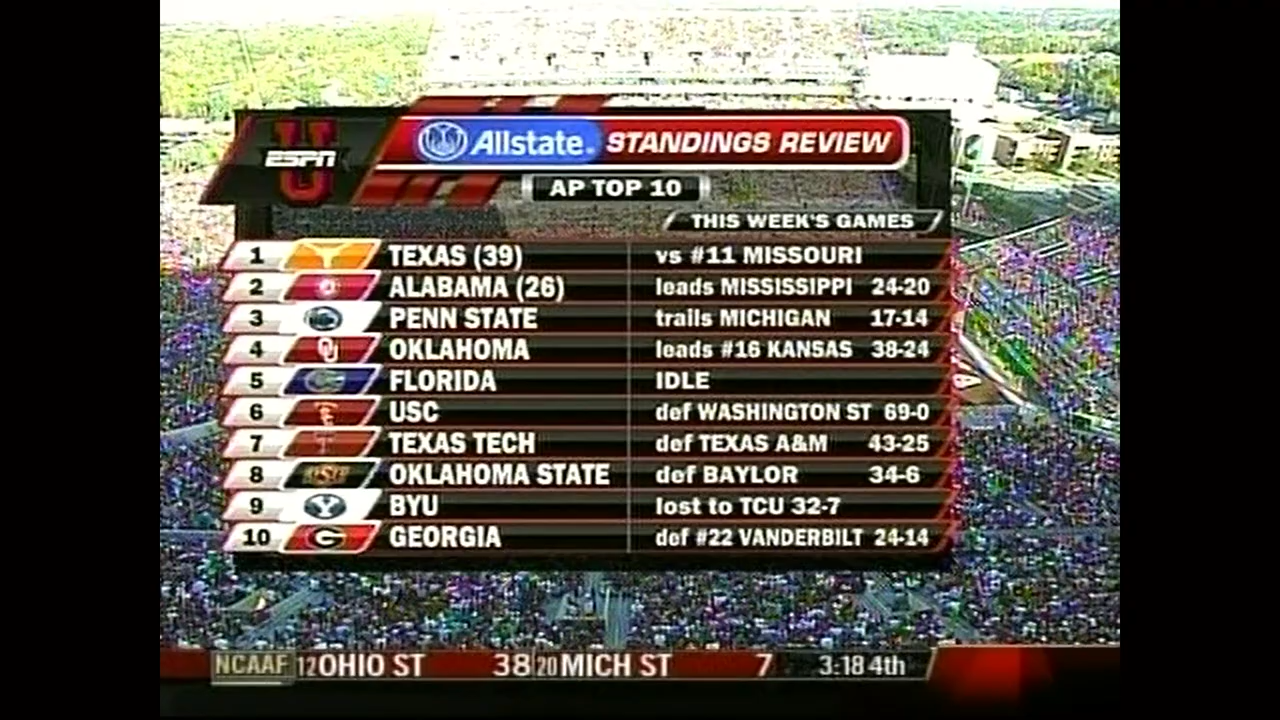 ESPN U
Allstate. STANDINGS REVIEW
AP TOP 10
THIS WEEK'S GAMES
1 TEXAS (39) vs #11 MISSOURI
2 ALABAMA (26) leads MISSISSIPPI 24-20
3 PENN STATE trails MICHIGAN 17-14
4 OU OKLAHOMA leads #16 KANSAS 38-24
5 FLORIDA IDLE
6 USC def WASHINGTON ST 69-0
7 TEXAS TECH def TEXAS A&M 43-25
8 OSU OKLAHOMA STATE def BAYLOR 34-6
9 Y BYU lost to TCU 32-7
10 G GEORGIA def #22 VANDERBILT 24-14
NCAAF 12 OHIO ST 38 20 MICH ST 7 3:18 4th